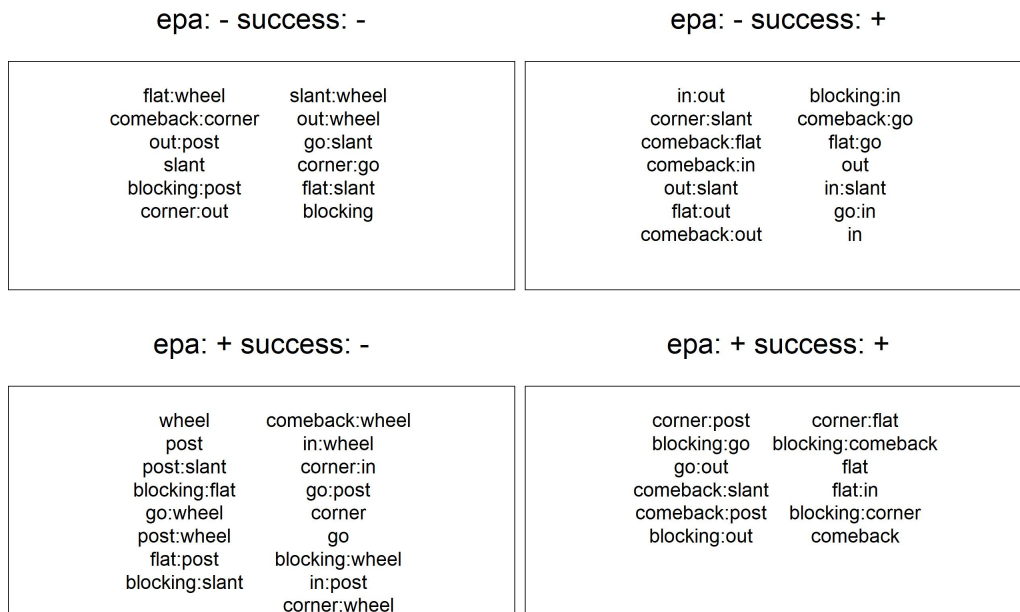 epa: - success: -
epa: - success: +
flat:wheel slant:wheel
comeback:corner out:wheel
out:post go:slant
slant corner:go
blocking:post flat:slant
corner:out blocking
in:out blocking:in
corner:slant comeback:go
comeback:flat flat:go
comeback:in out
out:slant in:slant
flat:out go:in
comeback:out in
epa: + success: -
epa: + success: +
wheel comeback:wheel
post in:wheel
post:slant corner:in
blocking:flat go:post
go:wheel corner
post:wheel go
flat:post blocking:wheel
blocking:slant in:post
corner:wheel
corner:post corner:flat
blocking:go blocking:comeback
go:out flat
comeback:slant flat:in
comeback:post blocking:corner
blocking:out comeback